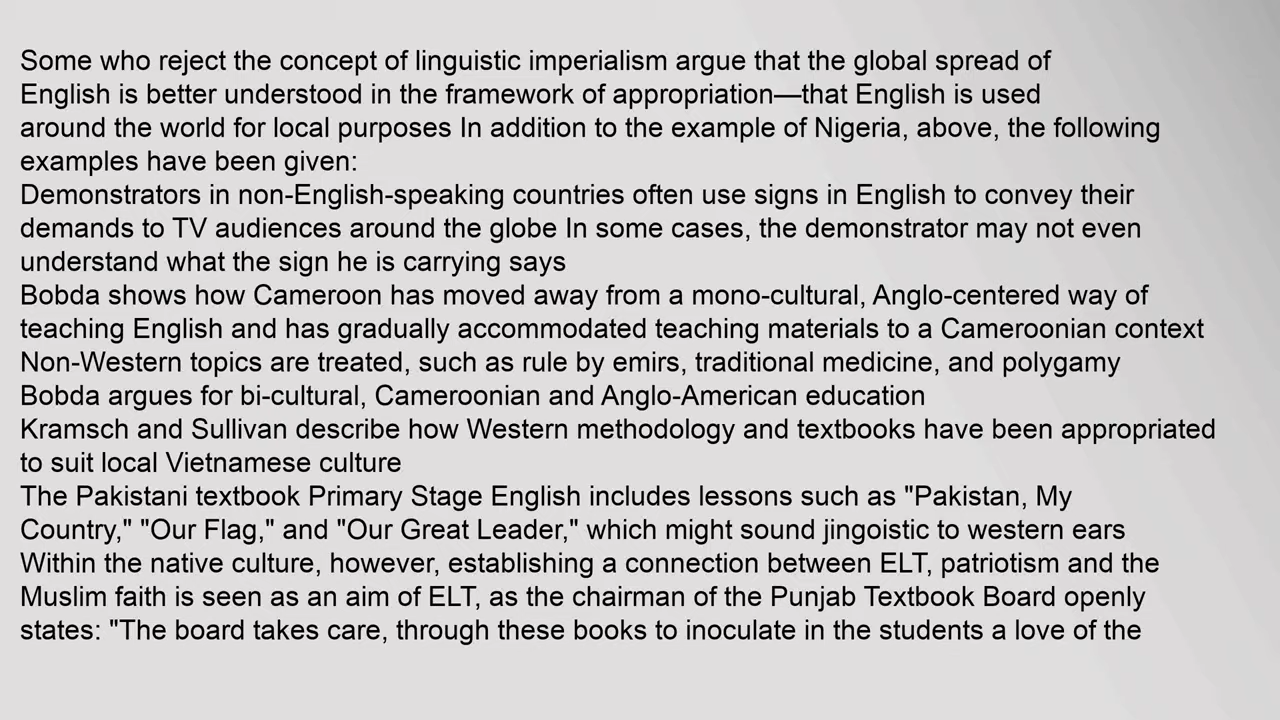 Some who reject the concept of linguistic imperialism argue that the global spread of
English is better understood in the framework of appropriation—that English is used
around the world for local purposes In addition to the example of Nigeria, above, the following
examples have been given:
Demonstrators in non-English-speaking countries often use signs in English to convey their
demands to TV audiences around the globe In some cases, the demonstrator may not even
understand what the sign he is carrying says
Bobda shows how Cameroon has moved away from a mono-cultural, Anglo-centered way of
teaching English and has gradually accommodated teaching materials to a Cameroonian context
Non-Western topics are treated, such as rule by emirs, traditional medicine, and polygamy
Bobda argues for bi-cultural, Cameroonian and Anglo-American education
Kramsch and Sullivan describe how Western methodology and textbooks have been appropriated
to suit local Vietnamese culture
The Pakistani textbook Primary Stage English includes lessons such as "Pakistan, My
Country," "Our Flag," and "Our Great Leader," which might sound jingoistic to western ears
Within the native culture, however, establishing a connection between ELT, patriotism and the
Muslim faith is seen as an aim of ELT, as the chairman of the Punjab Textbook Board openly
states: "The board takes care, through these books to inoculate in the students a love of the